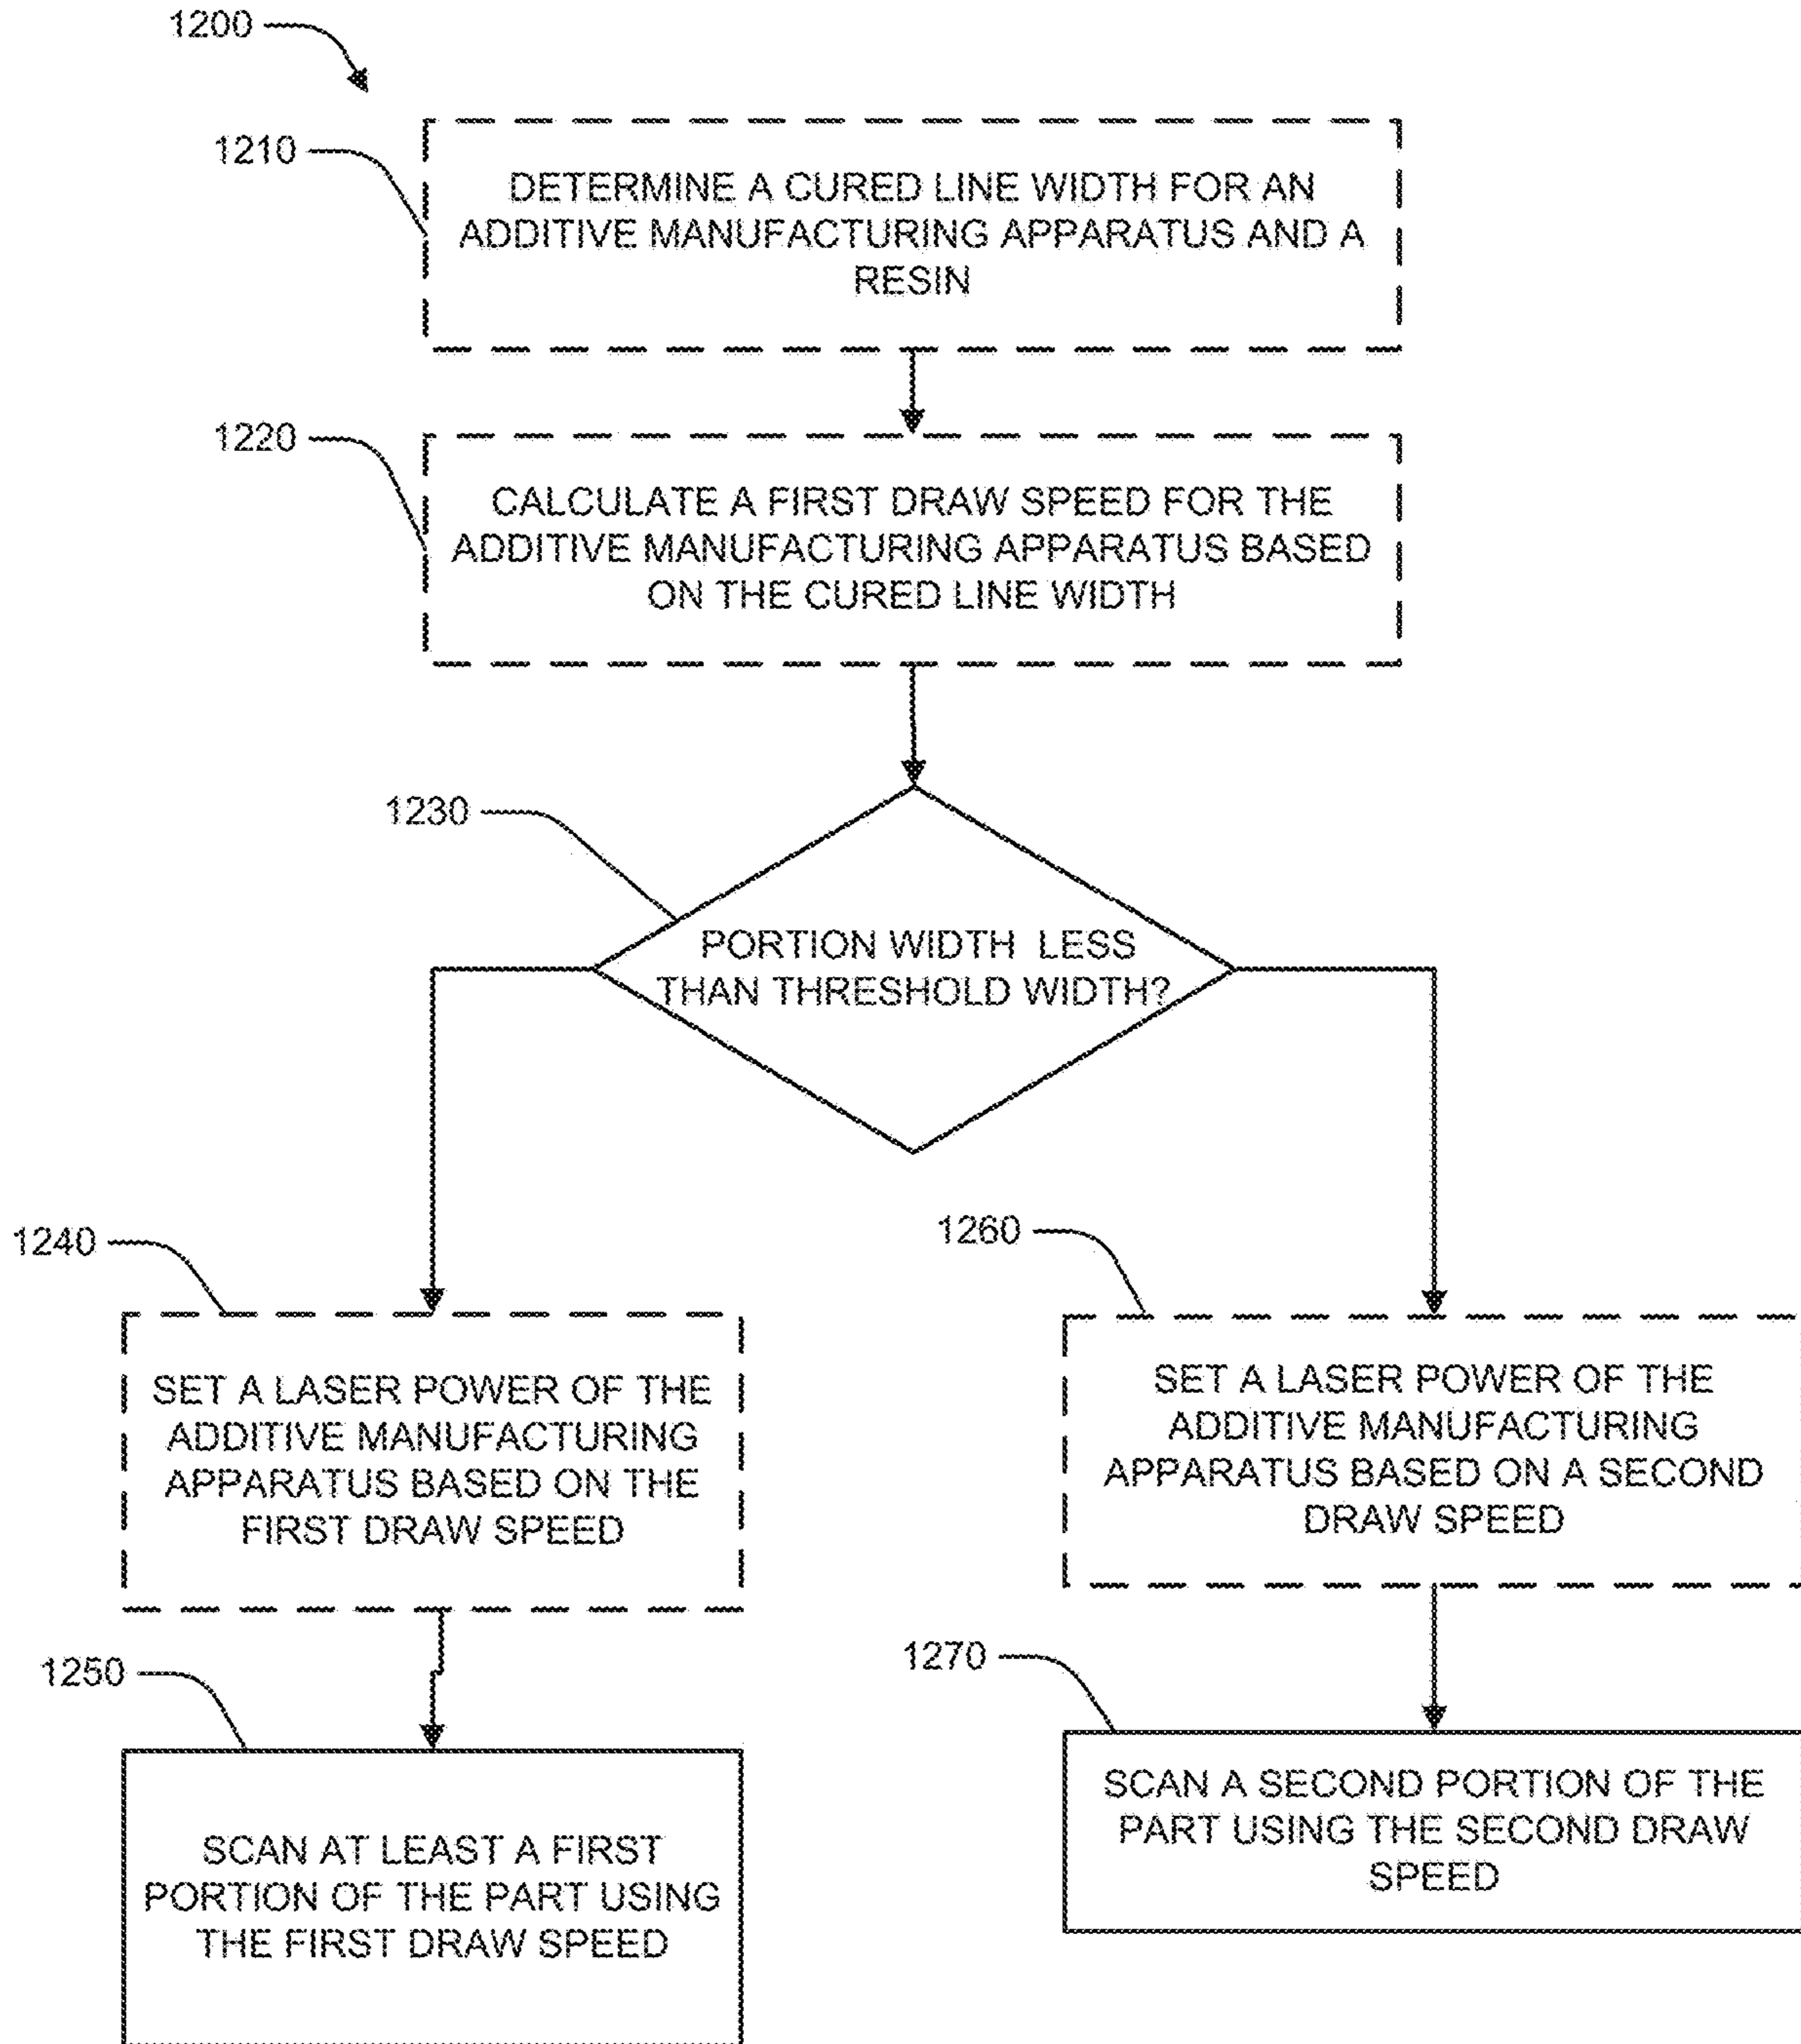 1200
1210
DETERMINE A CURED LINE WIDTH FOR AN
ADDITIVE MANUFACTURING APPARATUS AND A
RESIN
1220
CALCULATE A FIRST DRAW SPEED FOR THE
ADDITIVE MANUFACTURING APPARATUS BASED
ON THE CURED LINE WIDTH
1230
PORTION WIDTH LESS
THAN THRESHOLD WIDTH?
1240
SET A LASER POWER OF THE
ADDITIVE MANUFACTURING
APPARATUS BASED ON THE
FIRST DRAW SPEED
1250
SCAN AT LEAST A FIRST
PORTION OF THE PART USING
THE FIRST DRAW SPEED
1260
SET A LASER POWER OF THE
ADDITIVE MANUFACTURING
APPARATUS BASED ON A SECOND
DRAW SPEED
1270
SCAN A SECOND PORTION OF THE
PART USING THE SECOND DRAW
SPEED